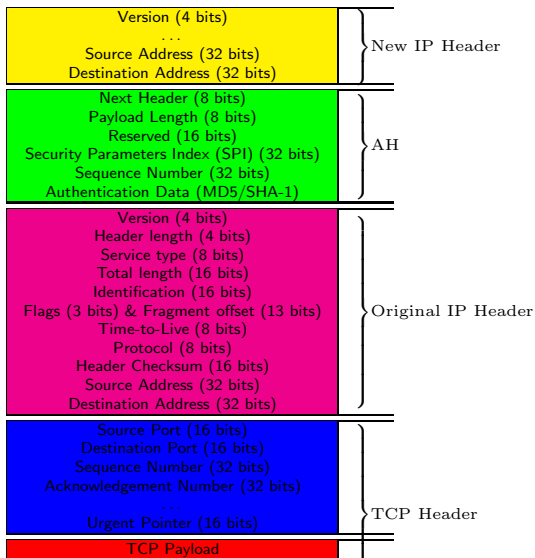 Version (4 bits)
...
Source Address (32 bits)
Destination Address (32 bits)
New IP Header
Next Header (8 bits)
Payload Length (8 bits)
Reserved (16 bits)
Security Parameters Index (SPI) (32 bits)
Sequence Number (32 bits)
Authentication Data (MD5/SHA-1)
AH
Version (4 bits)
Header length (4 bits)
Service type (8 bits)
Total length (16 bits)
Identification (16 bits)
Flags (3 bits) & Fragment offset (13 bits)
Time-to-Live (8 bits)
Protocol (8 bits)
Header Checksum (16 bits)
Source Address (32 bits)
Destination Address (32 bits)
Original IP Header
Source Port (16 bits)
Destination Port (16 bits)
Sequence Number (32 bits)
Acknowledgement Number (32 bits)
....
Urgent Pointer (16 bits)
TCP Header
TCP Payload